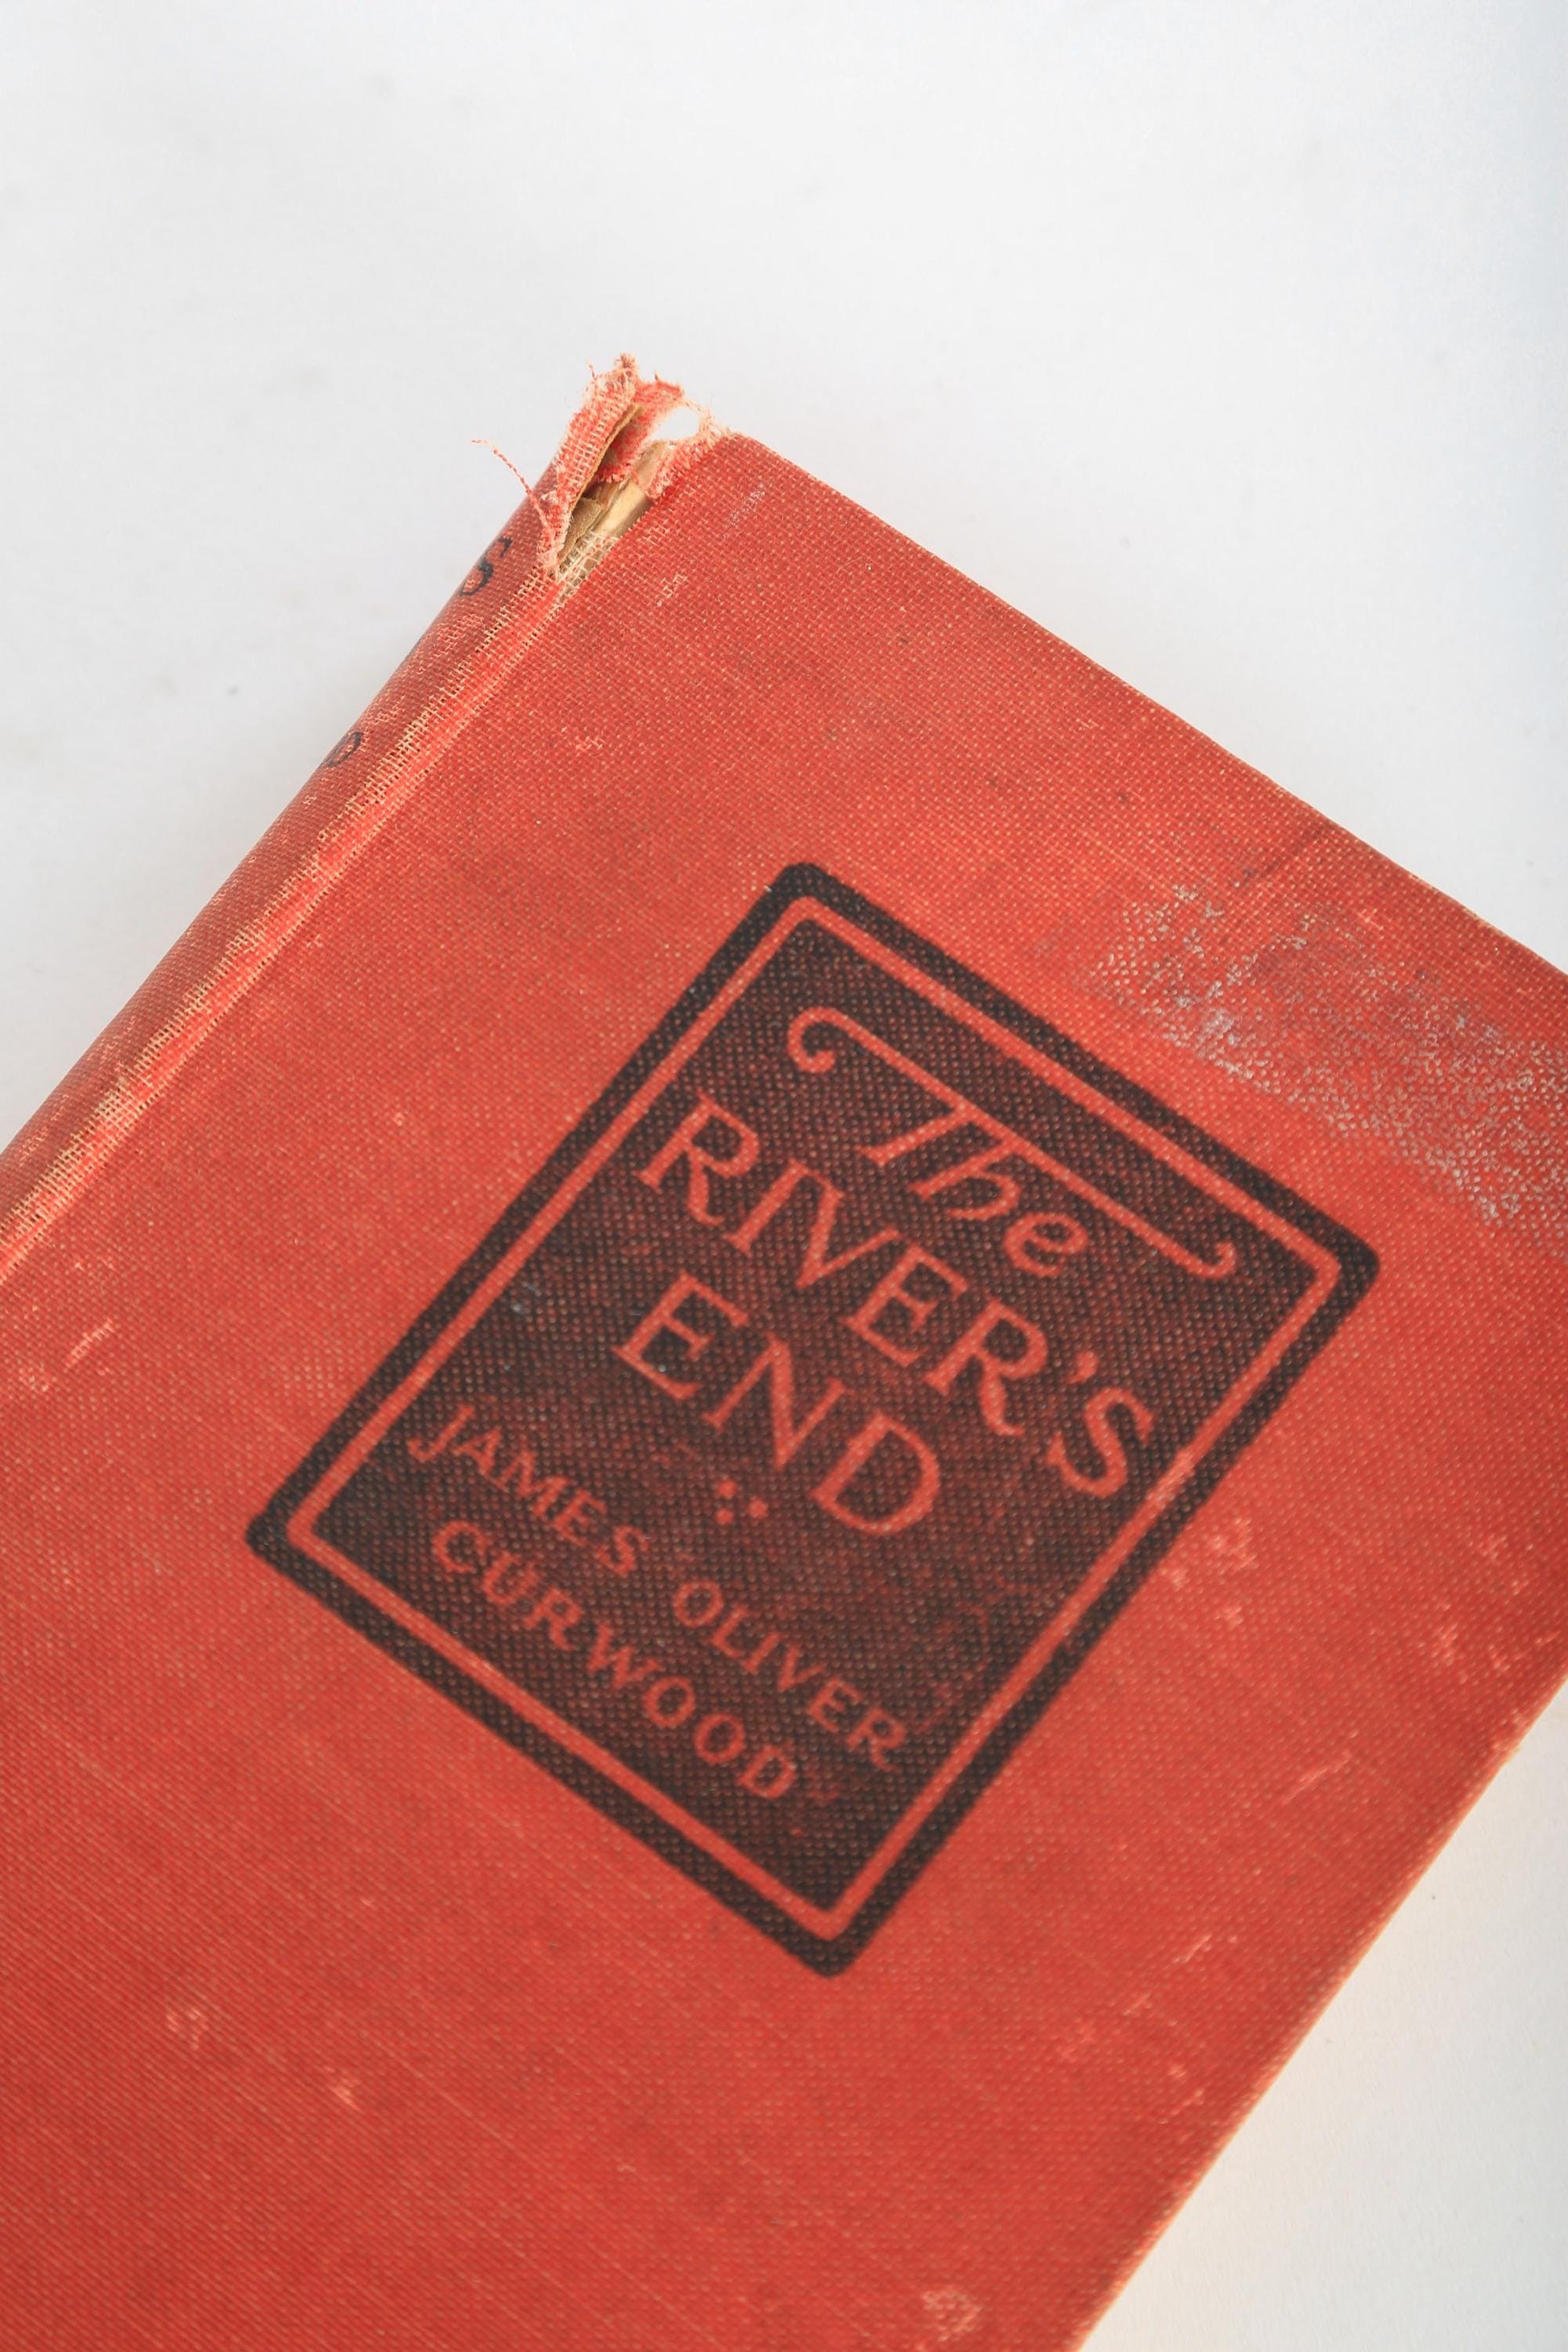 The
RIVER'S
END
JAMES OLIVER
CURWOOD